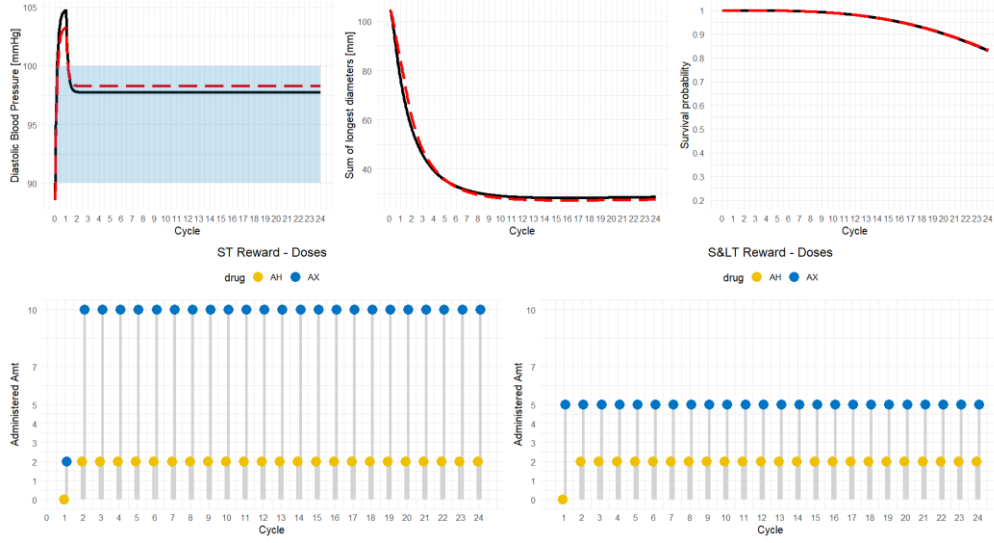 105
100
95
90
Diastolic Blood Pressure [mmHg]
0 1 2 3 4 5 6 7 8 9 10 11 12 13 14 15 16 17 18 19 20 21 22 23 24
Cycle
100
80
60
40
Sum of longest diameters [mm]
0 1 2 3 4 5 6 7 8 9 10 11 12 13 14 15 16 17 18 19 20 21 22 23 24
Cycle
1
0.9
0.8
0.7
0.6
0.5
0.4
0.3
0.2
Survival probability
0 1 2 3 4 5 6 7 8 9 10 11 12 13 14 15 16 17 18 19 20 21 22 23 24
Cycle
ST Reward - Doses
drug AH AX
10
7
5
4
3
2
0
Administered Amt
0 1 2 3 4 5 6 7 8 9 10 11 12 13 14 15 16 17 18 19 20 21 22 23 24
Cycle
S&LT Reward - Doses
drug AH AX
10
7
5
4
3
2
0
Administered Amt
1 2 3 4 5 6 7 8 9 10 11 12 13 14 15 16 17 18 19 20 21 22 23 24
Cycle